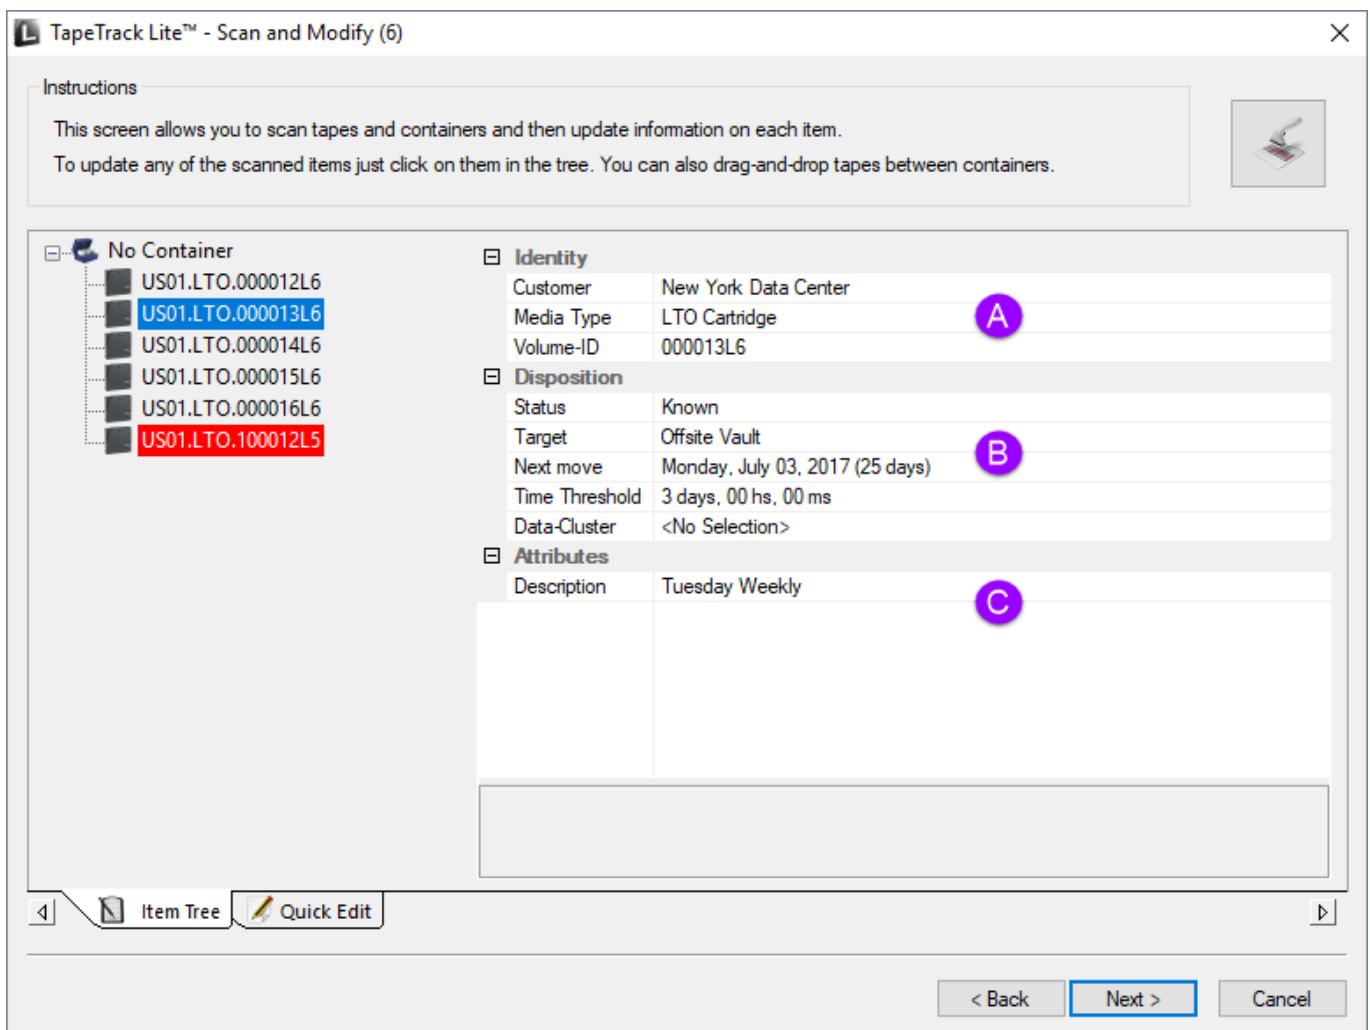 TapeTrack Lite™ - Scan and Modify (6)
Instructions
This screen allows you to scan tapes and containers and then update information on each item.
To update any of the scanned items just click on them in the tree. You can also drag-and-drop tapes between containers.
No Container
US01.LTO.000012L6
US01.LTO.000013L6
US01.LTO.000014L6
US01.LTO.000015L6
US01.LTO.000016L6
US01.LTO.100012L5
Identity
Customer New York Data Center
Media Type LTO Cartridge A
Volume-ID 000013L6
Disposition
Status Known
Target Offsite Vault B
Next move Monday, July 03, 2017 (25 days)
Time Threshold 3 days, 00 hs, 00 ms
Data-Cluster <No Selection>
Attributes
Description Tuesday Weekly C
Item Tree Quick Edit
< Back Next > Cancel